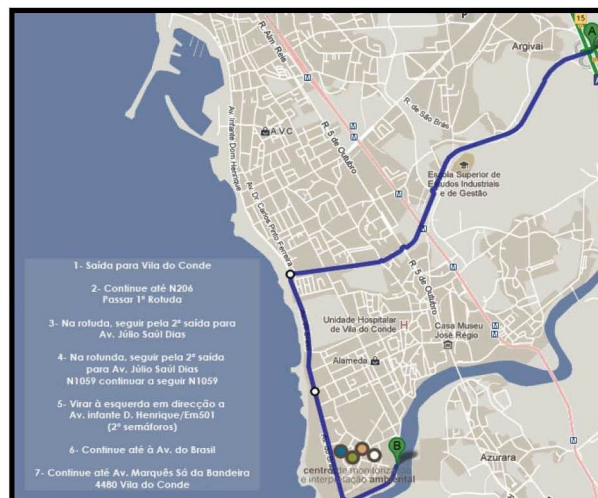 15
A
P
Argivai
R. Alm. Reis
M
R. de São Brás
M
M
M
A.V.C
R. 5 de Outubro
Av. Infante Dom Henrique
Escola Superior de
Estudos Industriais
e de Gestão
Av. Dr. Carlos Pinto Ferreira
M
M
M
R. 5 de Outubro
1- Saída para Vila do Conde
2- Continue até N206
Passar 1ª Rotuda
3- Na rotuda, seguir pela 2ª saída para
Av. Júlio Saúl Dias
4- Na rotunda, seguir pela 2ª saída
para Av. Júlio Saúl Dias
N1059 continuar a seguir N1059
5- Virar à esquerda em direcção a
Av. infante D. Henrique/Em501
(2º semáforos)
6- Continue até à Av. do Brasil
7- Continue até Av. Marquês Sá da Bandeira
4480 Vila do Conde
Unidade Hospitalar
de Vila do Conde
H
Casa Museu
José Régio
Alameda
M
M
B
centro de monitorização
e interpretação ambiental
Azurara